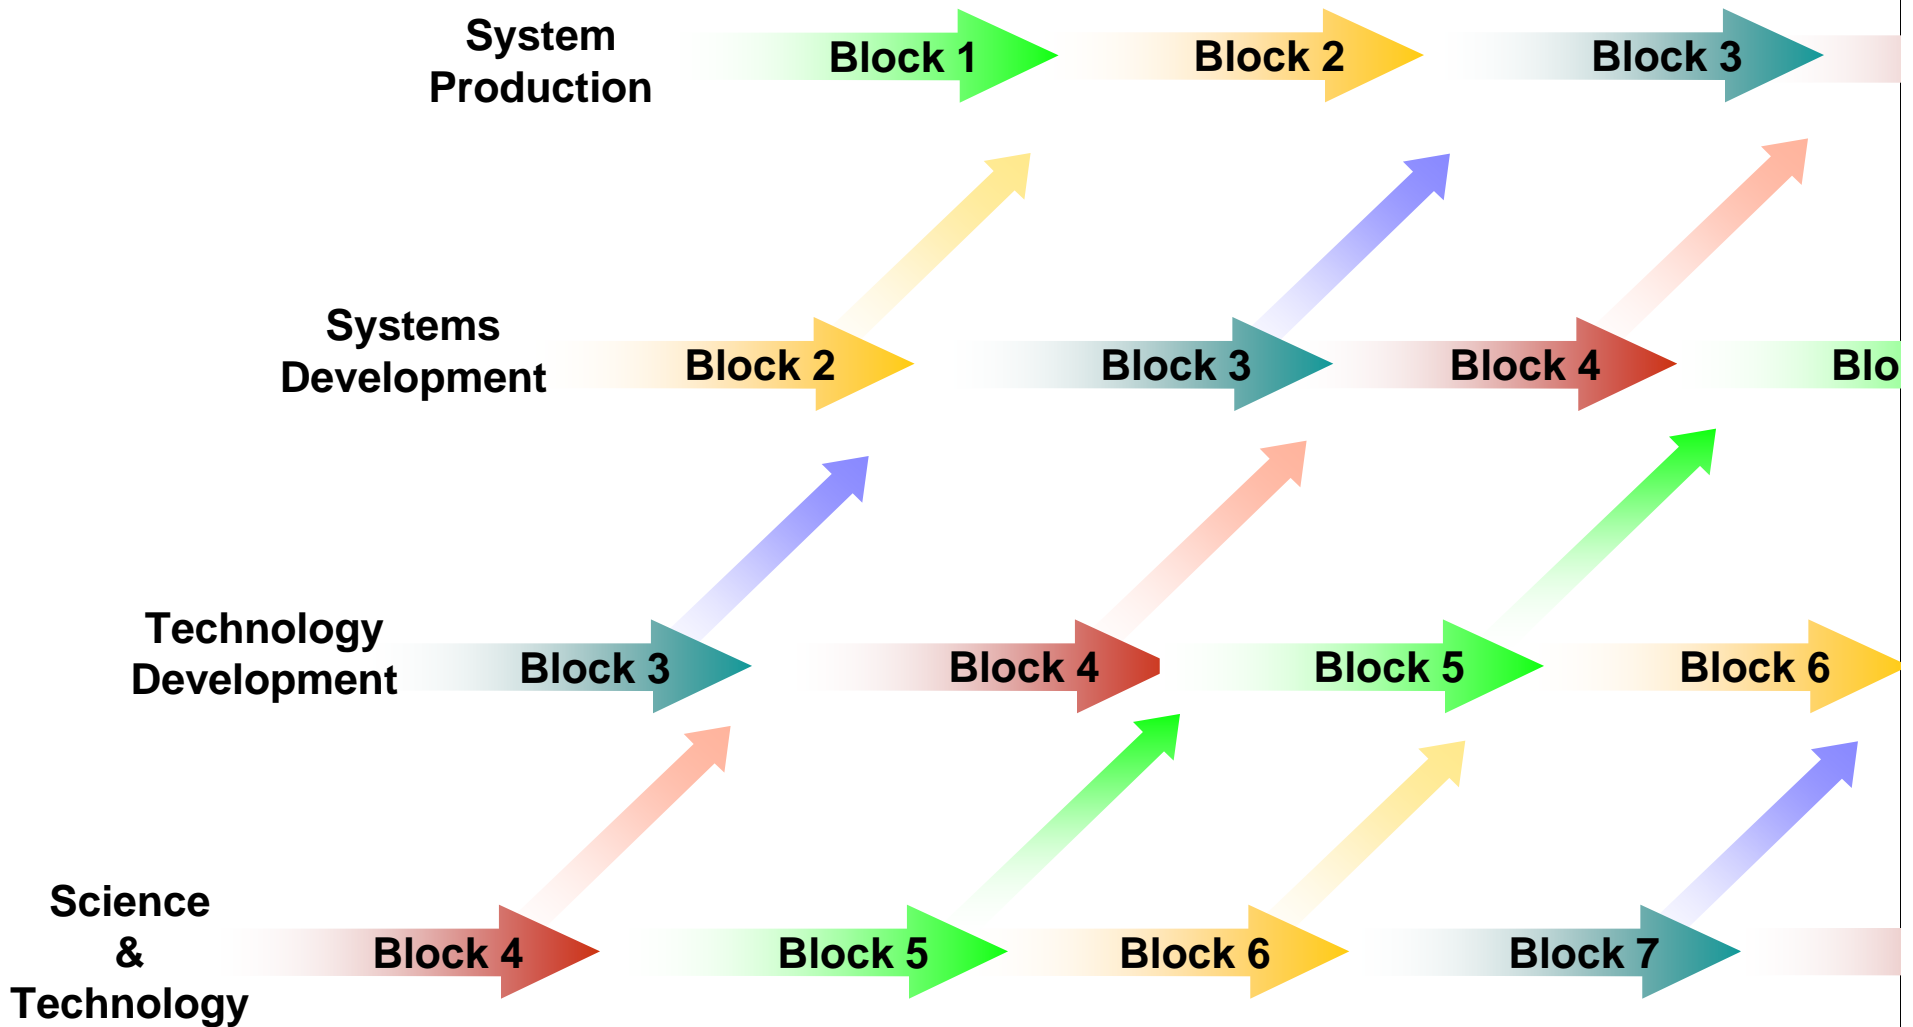 System
Production
Block 1
Block 2
Block 3
Systems
Development
Block 2
Block 3
Block 4
Blo
Technology
Development
Block 3
Block 4
Block 5
Block 6
Science
&
Technology
Block 4
Block 5
Block 6
Block 7